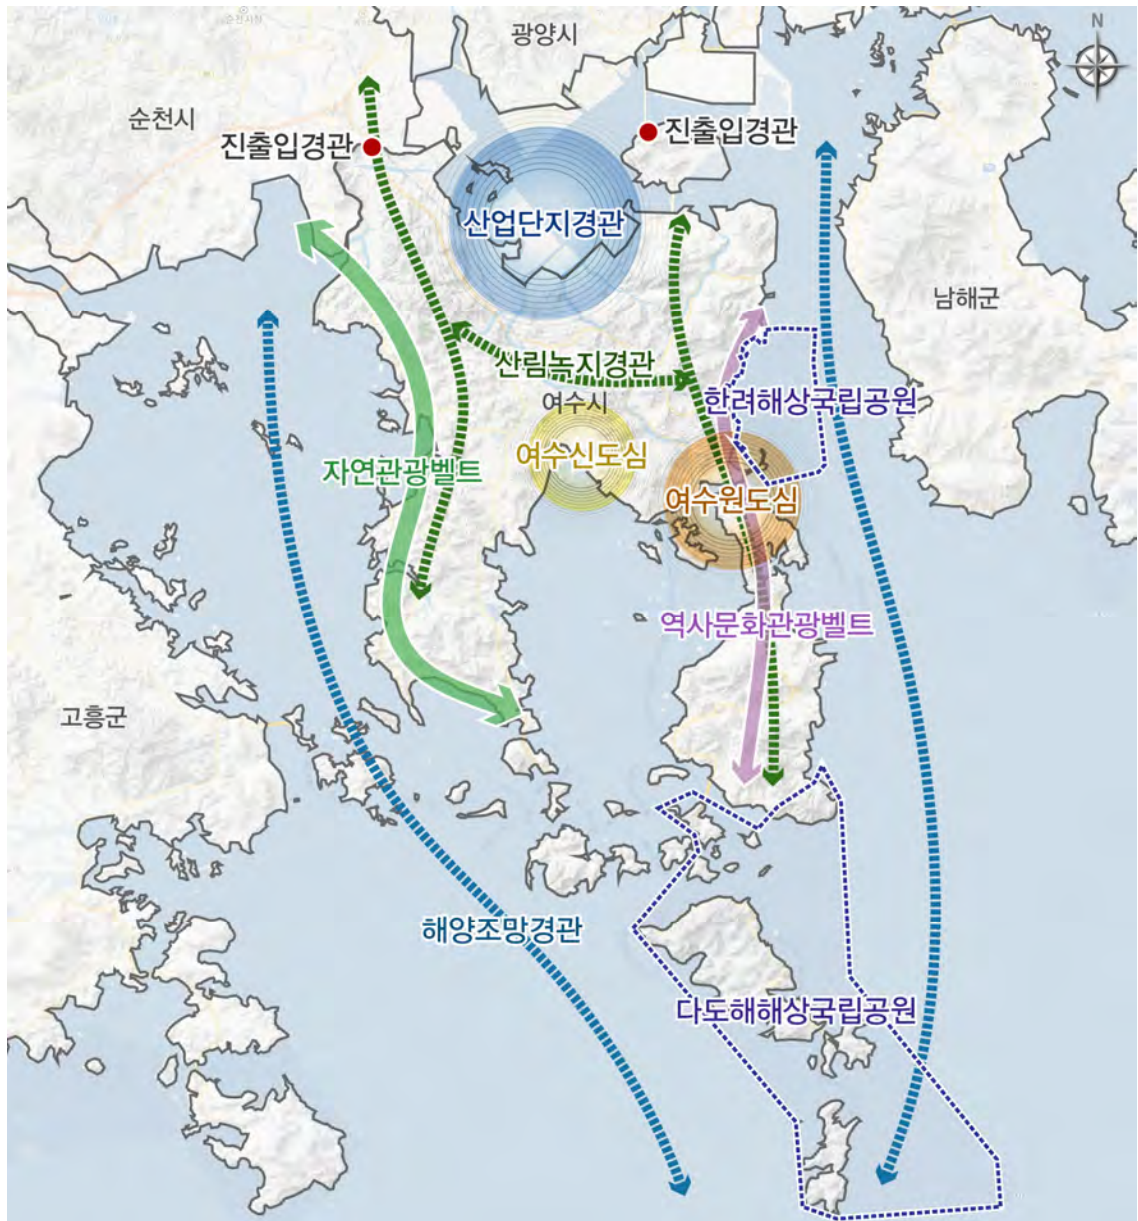 순천시청
광양시
N
순천시
진출입경관
진출입경관
산업단지경관
남해군
산림녹지경관
여수시
한려해상국립공원
여수신도심
자연관광벨트
여수원도심
역사문화관광벨트
고흥군
해양조망경관
다도해해상국립공원